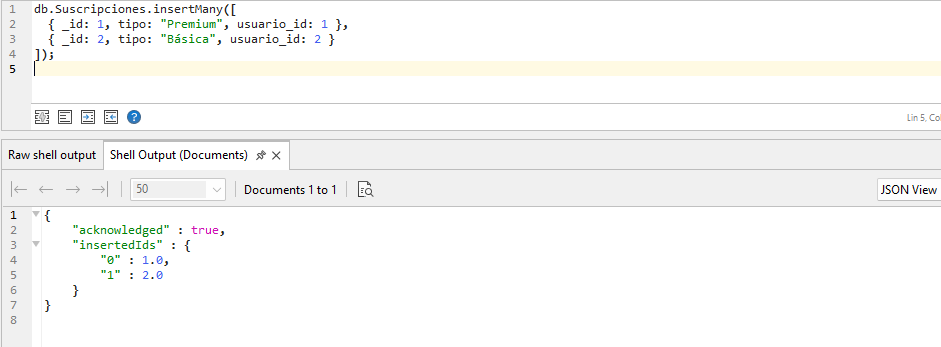 1 db.Suscripciones.insertMany([
2 { _id: 1, tipo: "Premium", usuario_id: 1 },
3 { _id: 2, tipo: "Básica", usuario_id: 2 }
4 ]);
5
?
Lin 5, Co
Raw shell output Shell Output (Documents)
50 Documents 1 to 1 JSON View
1 {
2 "acknowledged" : true,
3 "insertedIds" : {
4 "0" : 1.0,
5 "1" : 2.0
6 }
7 }
8